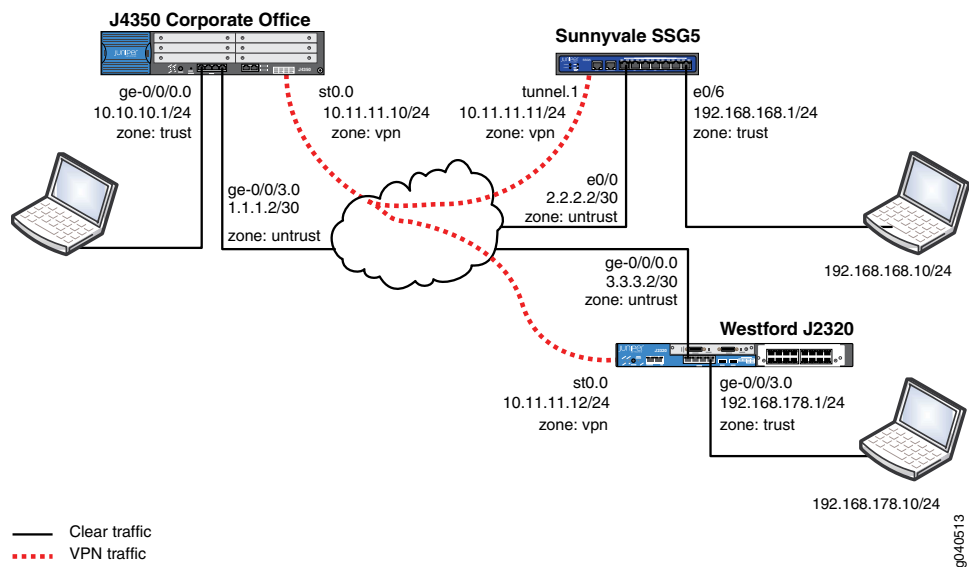 J4350 Corporate Office
Sunnyvale SSG5
ge-0/0/0.0
10.10.10.1/24
zone: trust
st0.0
10.11.11.10/24
zone: vpn
tunnel.1
10.11.11.11/24
zone: vpn
e0/6
192.168.168.1/24
zone: trust
ge-0/0/3.0
1.1.1.2/30
zone: untrust
e0/0
2.2.2.2/30
zone: untrust
192.168.168.10/24
ge-0/0/0.0
3.3.3.2/30
zone: untrust
Westford J2320
st0.0
10.11.11.12/24
zone: vpn
ge-0/0/3.0
192.168.178.1/24
zone: trust
192.168.178.10/24
Clear traffic
VPN traffic
g040513